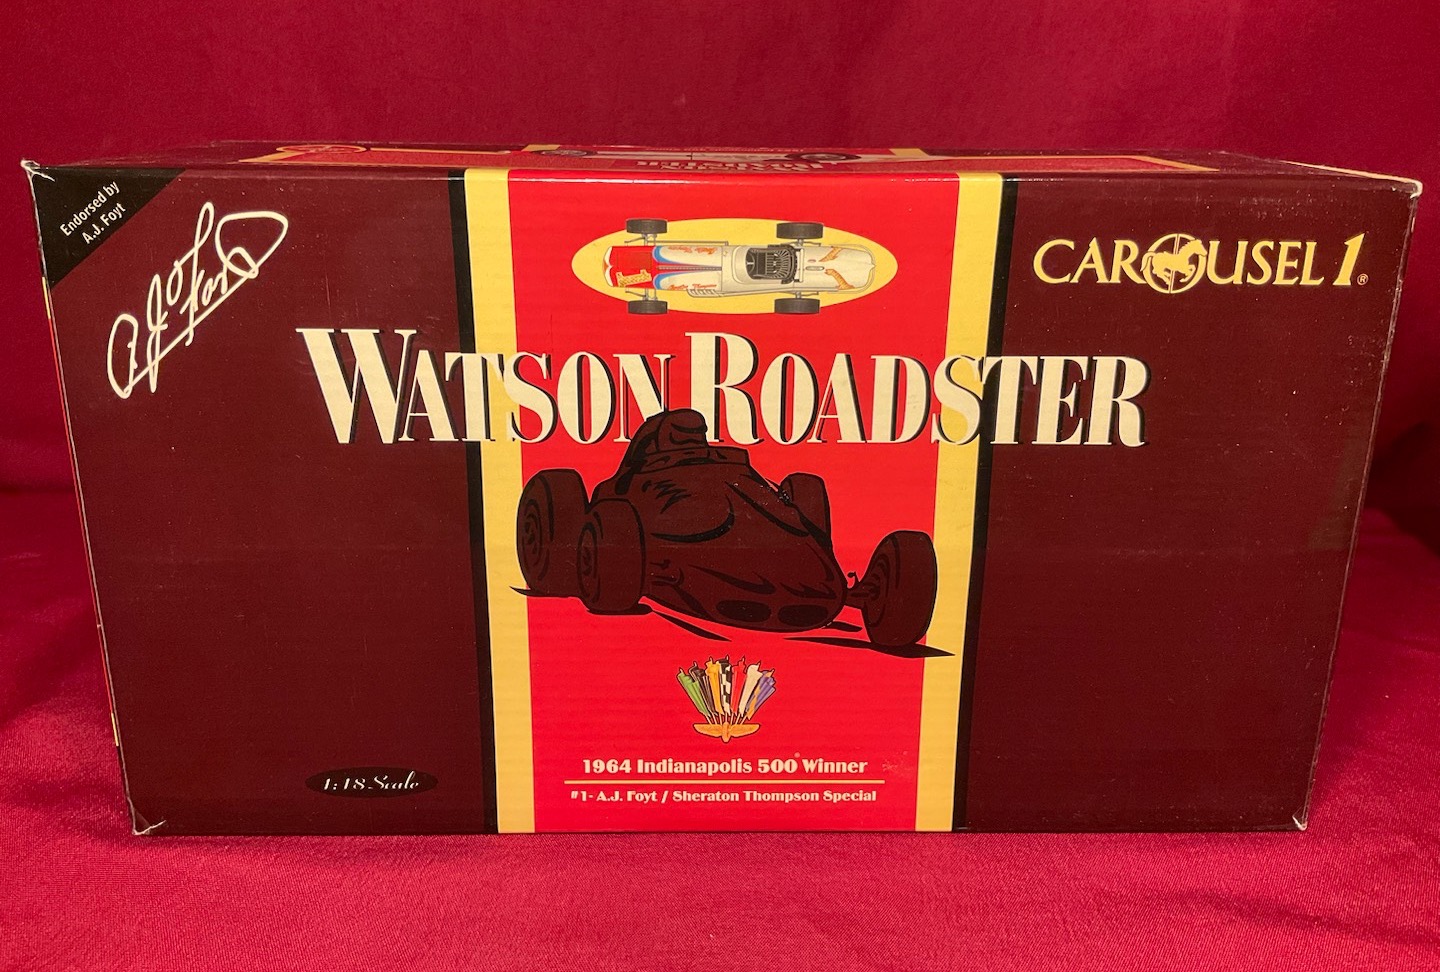 Endorsed by
A.J. Foyt
A.J. Foyt
CAROUSEL 1®
WATSON ROADSTER
1964 Indianapolis 500® Winner
#1- A.J. Foyt / Sheraton Thompson Special
1:18 Scale